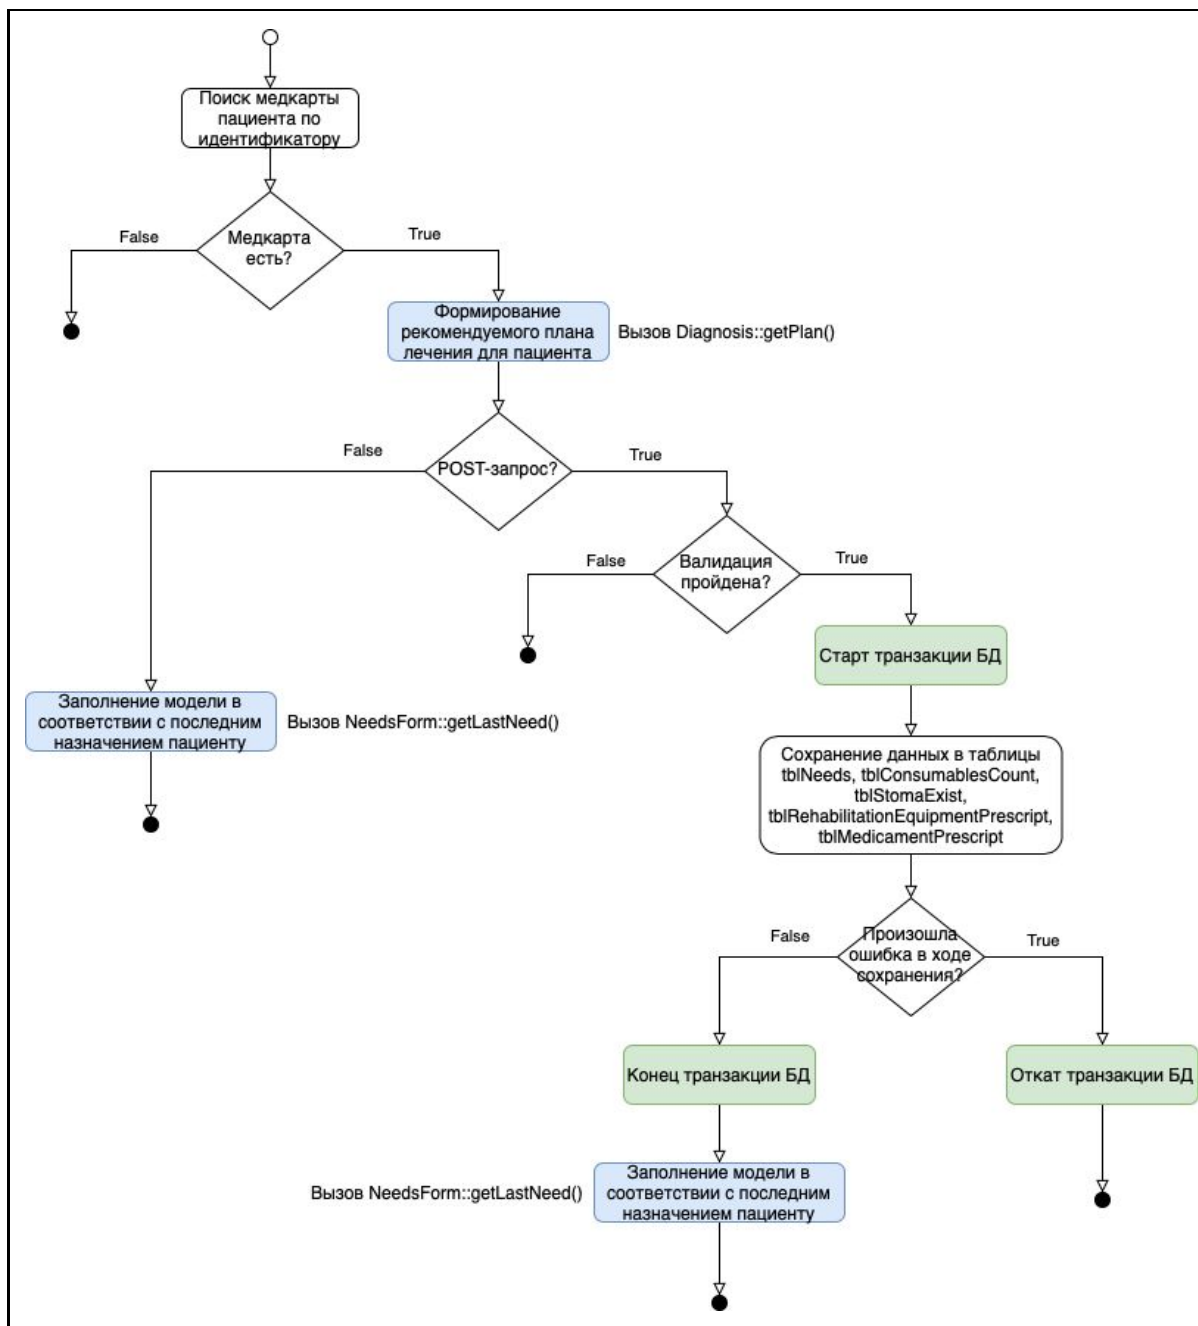 Поиск медкарты
пациента по
идентификатору
False
True
Медкарта
есть?
Формирование
рекомендуемого плана
лечения для пациента
Вызов Diagnosis::getPlan()
False
True
POST-запрос?
False
True
Валидация
пройдена?
Старт транзакции БД
Заполнение модели в
соответствии с последним
назначением пациенту
Вызов NeedsForm::getLastNeed()
Сохранение данных в таблицы
tblNeeds, tblConsumablesCount,
tblStomaExist,
tblRehabilitationEquipmentPrescript,
tblMedicamentPrescript
False
True
Произошла
ошибка в ходе
сохранения?
Конец транзакции БД
Откат транзакции БД
Вызов NeedsForm::getLastNeed()
Заполнение модели в
соответствии с последним
назначением пациенту